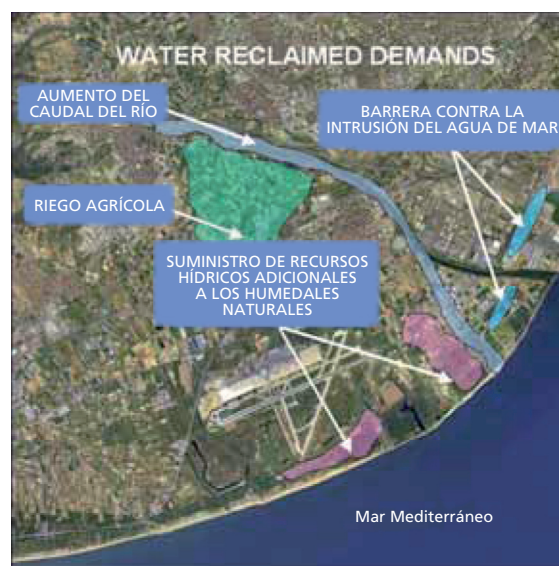 WATER RECLAIMED DEMANDS
AUMENTO DEL
CAUDAL DEL RÍO
BARRERA CONTRA LA
INTRUSIÓN DEL AGUA DE MAR
RIEGO AGRÍCOLA
SUMINISTRO DE RECURSOS
HÍDRICOS ADICIONALES
A LOS HUMEDALES
NATURALES
Mar Mediterráneo